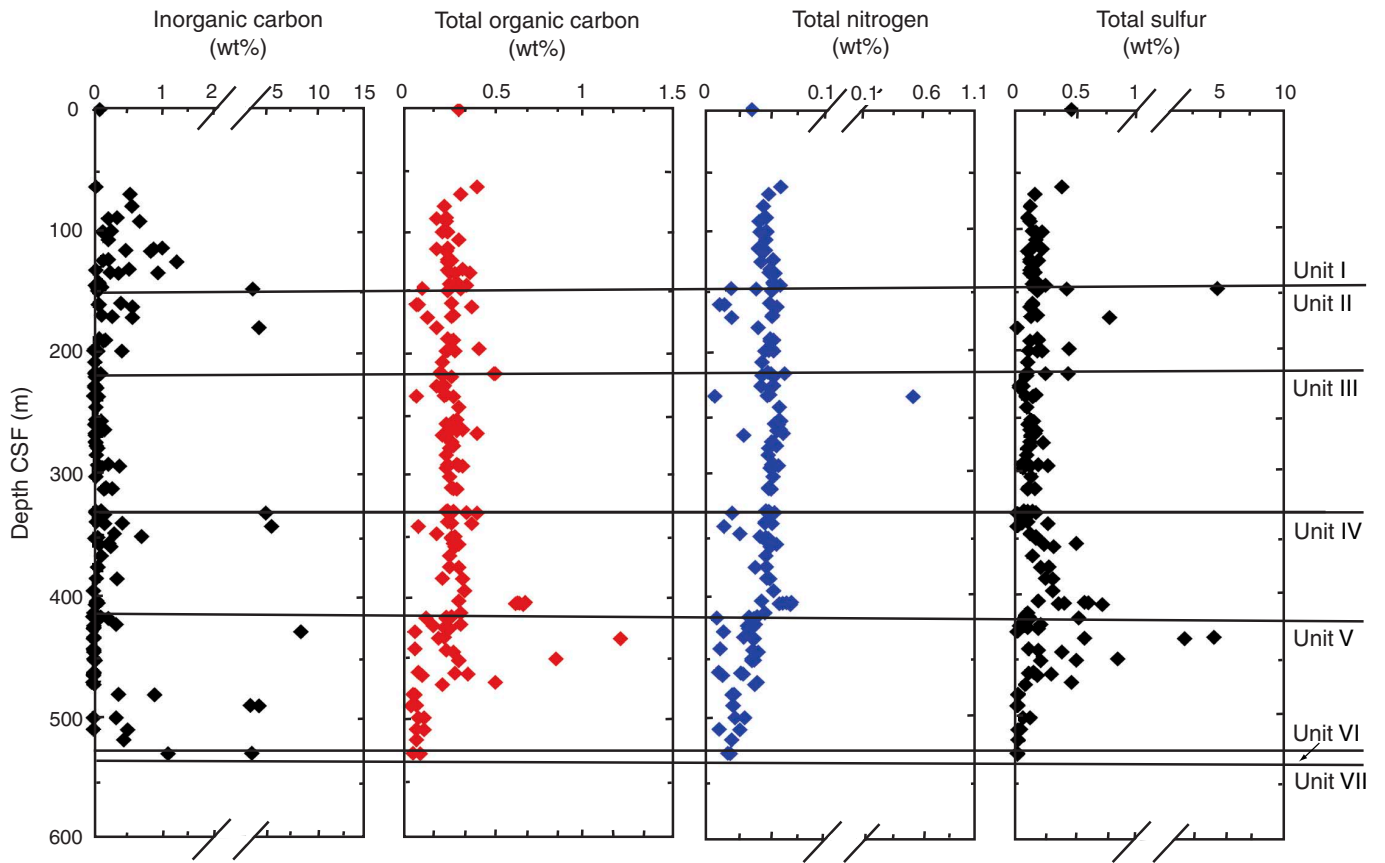 Inorganic carbon Total organic carbon Total nitrogen Total sulfur
(wt%) (wt%) (wt%) (wt%)
0 1 2 5 10 15 0 0.5 1 1.5 0 0.1 0.1 0.6 1.1 0 0.5 1 5 10
0
100
200
300
400
500
600
Depth CSF (m)
Unit I
Unit II
Unit III
Unit IV
Unit V
Unit VI
Unit VII